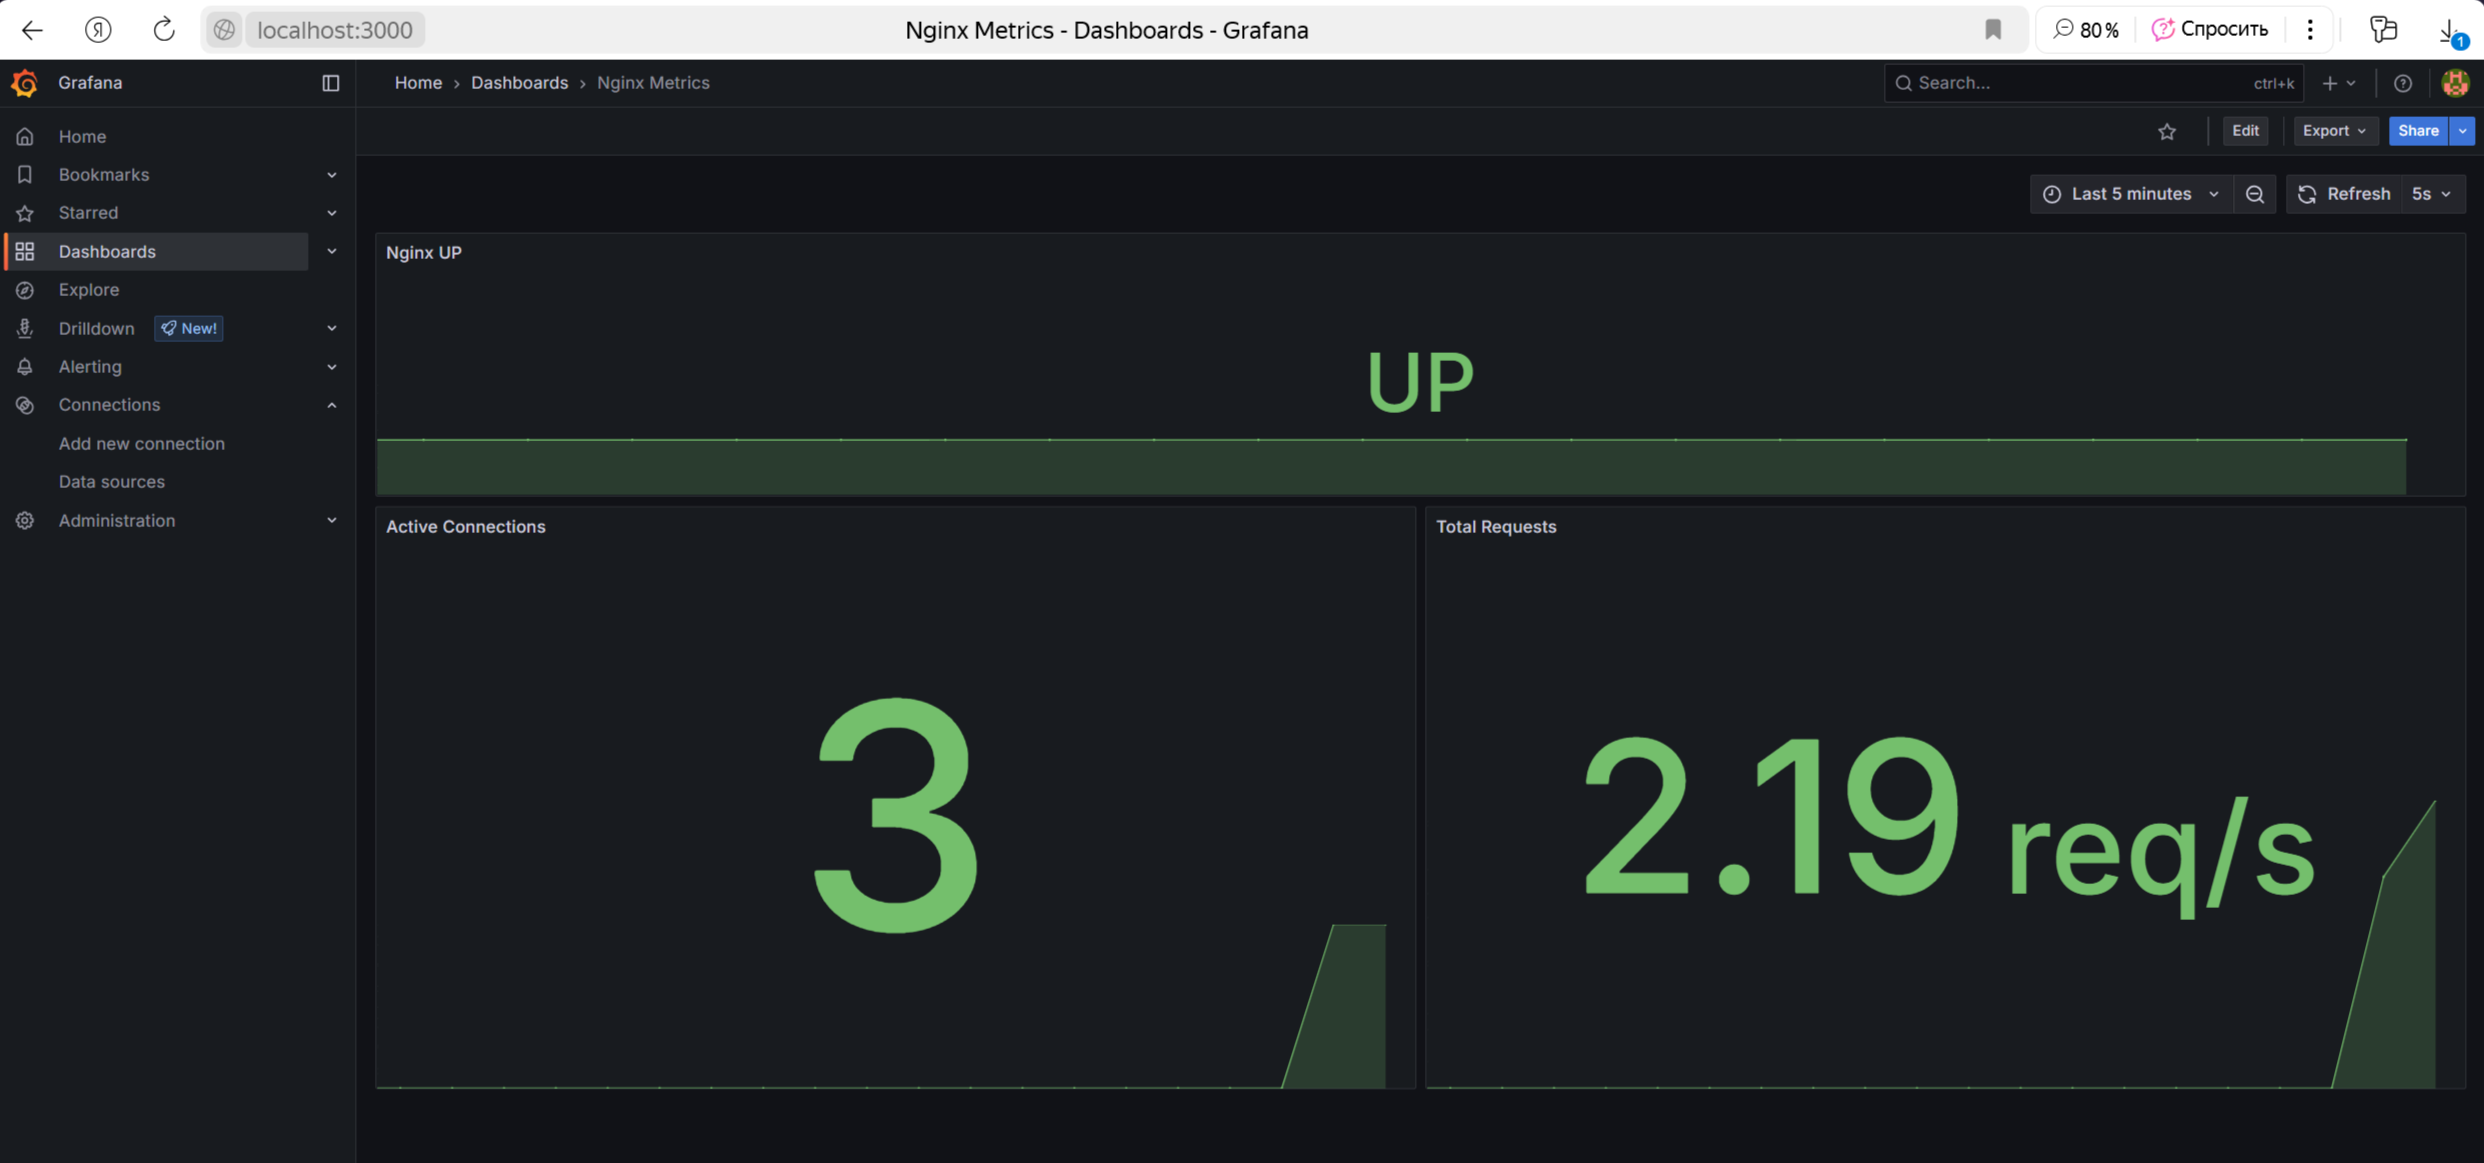 localhost:3000
Nginx Metrics - Dashboards - Grafana
80%
Спросить
1
Grafana
Home › Dashboards › Nginx Metrics
Search...
ctrl+k
Home
Bookmarks
Starred
Dashboards
Explore
Drilldown New!
Alerting
Connections
Add new connection
Data sources
Administration
Edit
Export
Share
Last 5 minutes
Refresh
5s
Nginx UP
UP
Active Connections
3
Total Requests
2.19 req/s